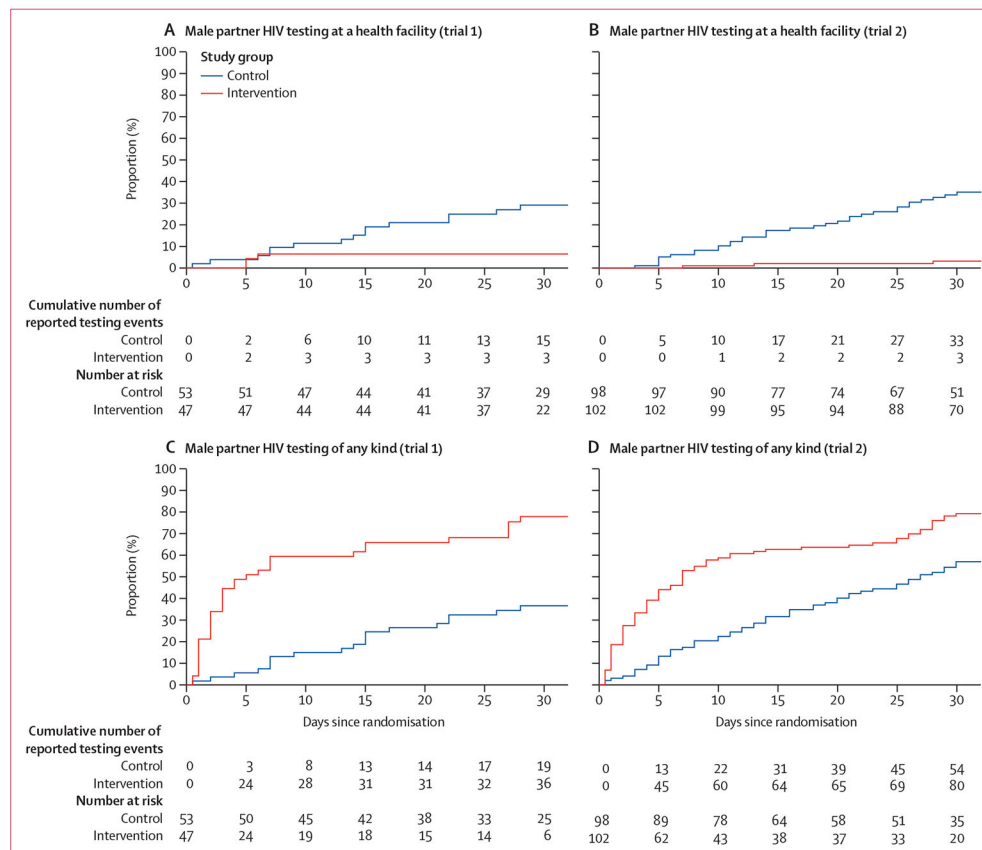 A Male partner HIV testing at a health facility (trial 1)
B Male partner HIV testing at a health facility (trial 2)
Study group
Control
Intervention
Proportion (%)
100
90
80
70
60
50
40
30
20
10
0
0 5 10 15 20 25 30
0 5 10 15 20 25 30
Cumulative number of
reported testing events
Control 0 2 6 10 11 13 15 0 5 10 17 21 27 33
Intervention 0 2 3 3 3 3 3 0 0 1 2 2 2 3
Number at risk
Control 53 51 47 44 41 37 29 98 97 90 77 74 67 51
Intervention 47 47 44 44 41 37 22 102 102 99 95 94 88 70
C Male partner HIV testing of any kind (trial 1)
D Male partner HIV testing of any kind (trial 2)
Proportion (%)
100
90
80
70
60
50
40
30
20
10
0
0 5 10 15 20 25 30
0 5 10 15 20 25 30
Days since randomisation
Days since randomisation
Cumulative number of
reported testing events
Control 0 3 8 13 14 17 19 0 13 22 31 39 45 54
Intervention 0 24 28 31 31 32 36 0 45 60 64 65 69 80
Number at risk
Control 53 50 45 42 38 33 25 98 89 78 64 58 51 35
Intervention 47 24 19 18 15 14 6 102 62 43 38 37 33 20